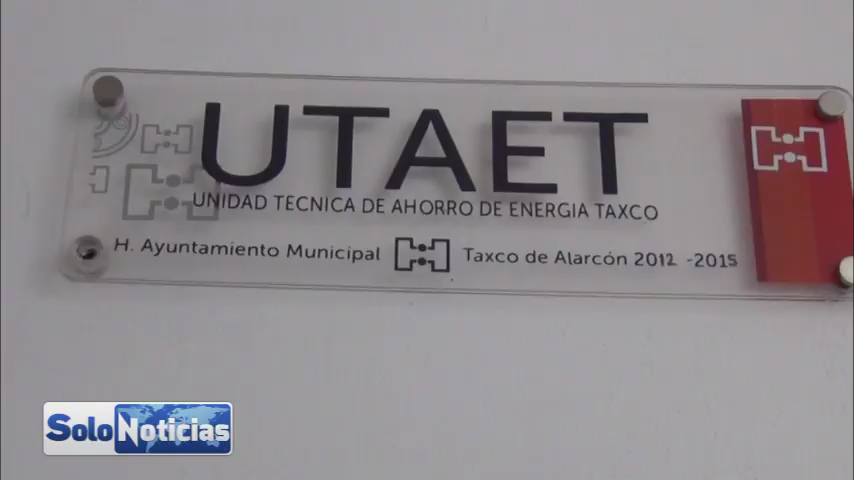 UTAET
UNIDAD TECNICA DE AHORRO DE ENERGIA TAXCO
H. Ayuntamiento Municipal Taxco de Alarcón 2012 -2015
SoloNoticias